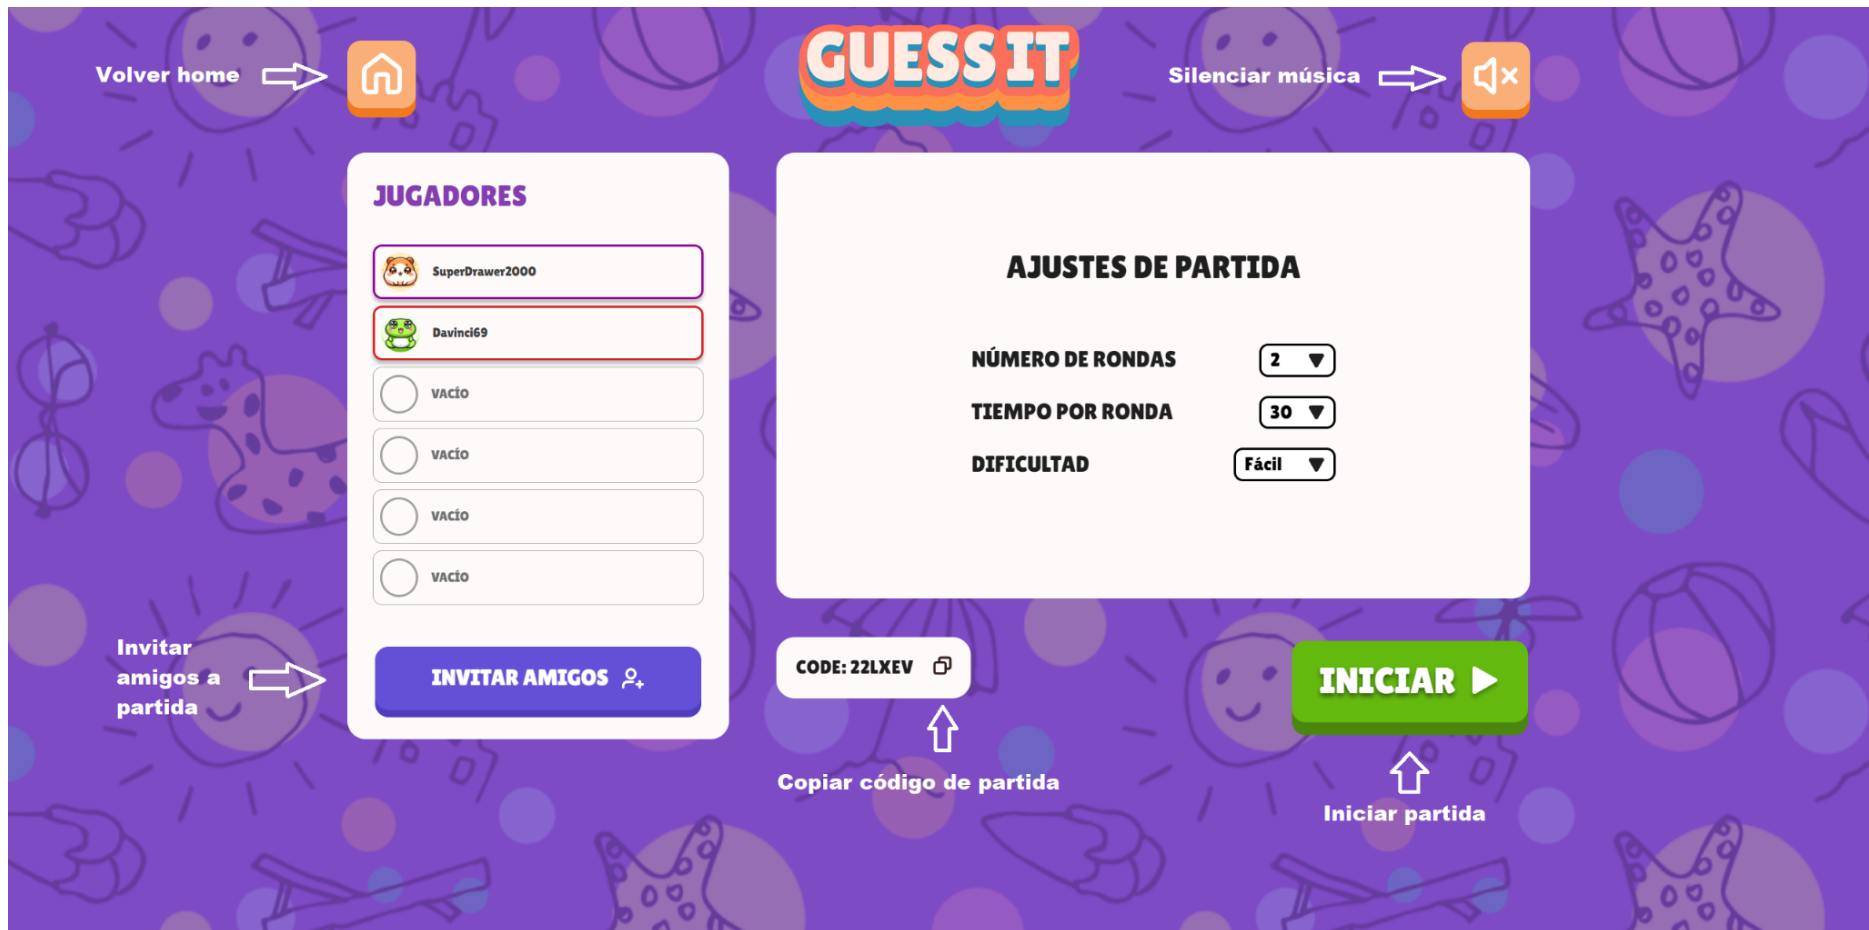 Volver home
GUESS IT
Silenciar música
JUGADORES
SuperDrawer2000
Davinci69
VACÍO
VACÍO
VACÍO
VACÍO
INVITAR AMIGOS
Invitar
amigos a
partida
AJUSTES DE PARTIDA
NÚMERO DE RONDAS 2
TIEMPO POR RONDA 30
DIFICULTAD Fácil
CODE: 22LXEV
Copiar código de partida
INICIAR
Iniciar partida